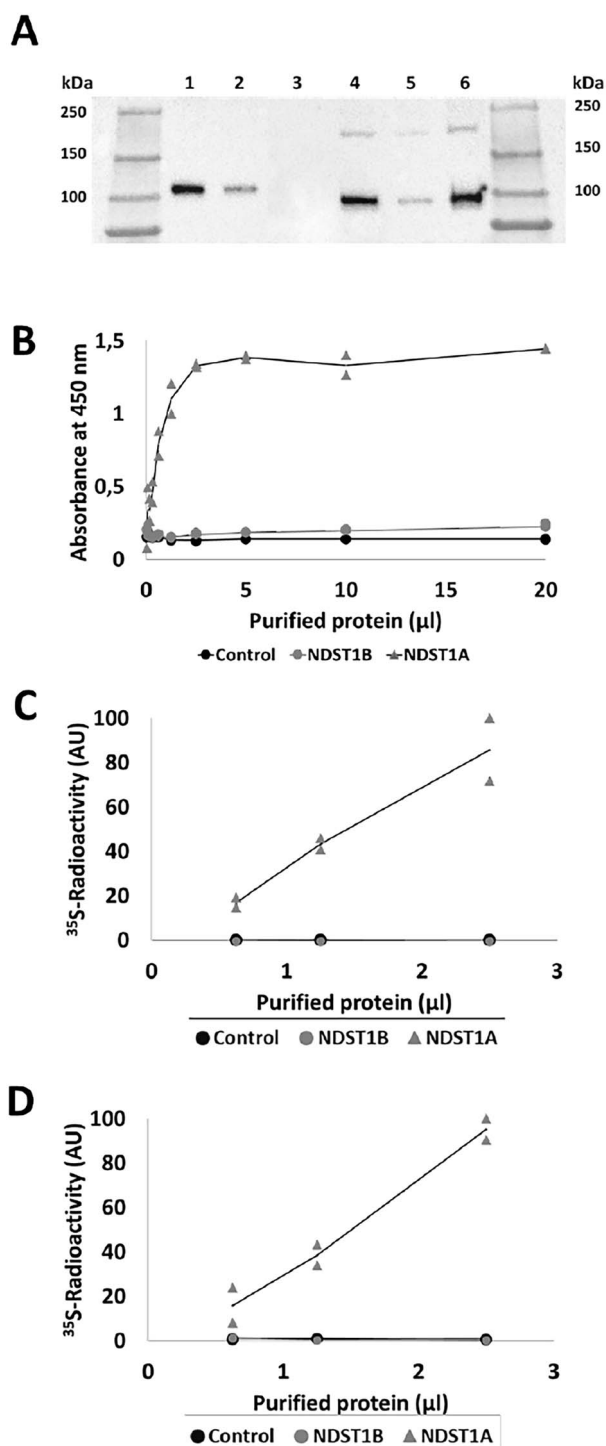 A
kDa 1 2 3 4 5 6 kDa
250 250
150 150
100 100
B
Absorbance at 450 nm
1,5
1
0,5
0
0 5 10 15 20
Purified protein (µl)
Control NDST1B NDST1A
C
³⁵S-Radioactivity (AU)
100
80
60
40
20
0
0 1 2 3
Purified protein (µl)
Control NDST1B NDST1A
D
³⁵S-Radioactivity (AU)
100
80
60
40
20
0
0 1 2 3
Purified protein (µl)
Control NDST1B NDST1A